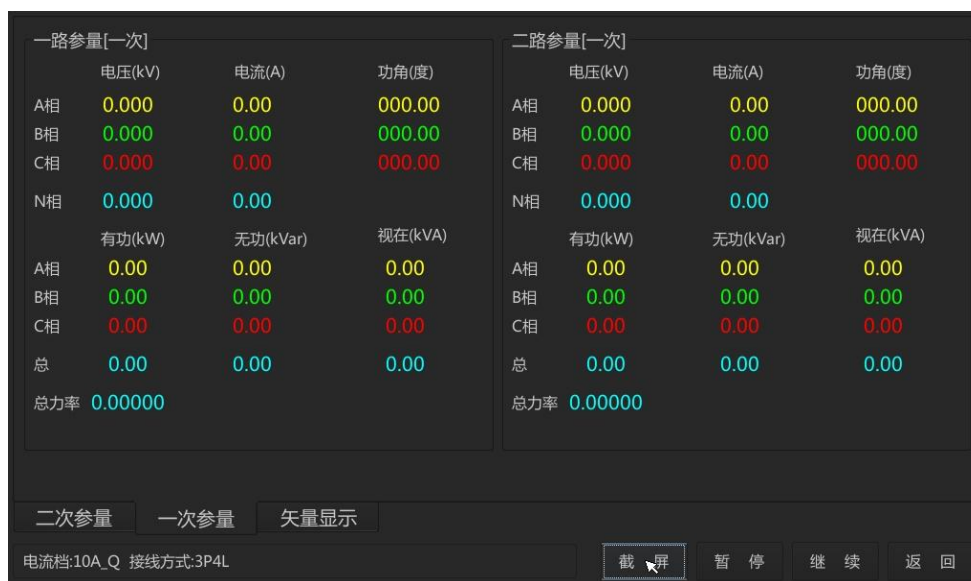 一路参量[一次]
电压(kV) 电流(A) 功角(度)
A相 0.000 0.00 000.00
B相 0.000 0.00 000.00
C相 0.000 0.00 000.00
N相 0.000 0.00
有功(kW) 无功(kVar) 视在(kVA)
A相 0.00 0.00 0.00
B相 0.00 0.00 0.00
C相 0.00 0.00 0.00
总 0.00 0.00 0.00
总力率 0.00000
二路参量[一次]
电压(kV) 电流(A) 功角(度)
A相 0.000 0.00 000.00
B相 0.000 0.00 000.00
C相 0.000 0.00 000.00
N相 0.000 0.00
有功(kW) 无功(kVar) 视在(kVA)
A相 0.00 0.00 0.00
B相 0.00 0.00 0.00
C相 0.00 0.00 0.00
总 0.00 0.00 0.00
总力率 0.00000
二次参量 一次参量 矢量显示
电流档:10A_Q 接线方式:3P4L 截 屏 暂 停 继 续 返 回